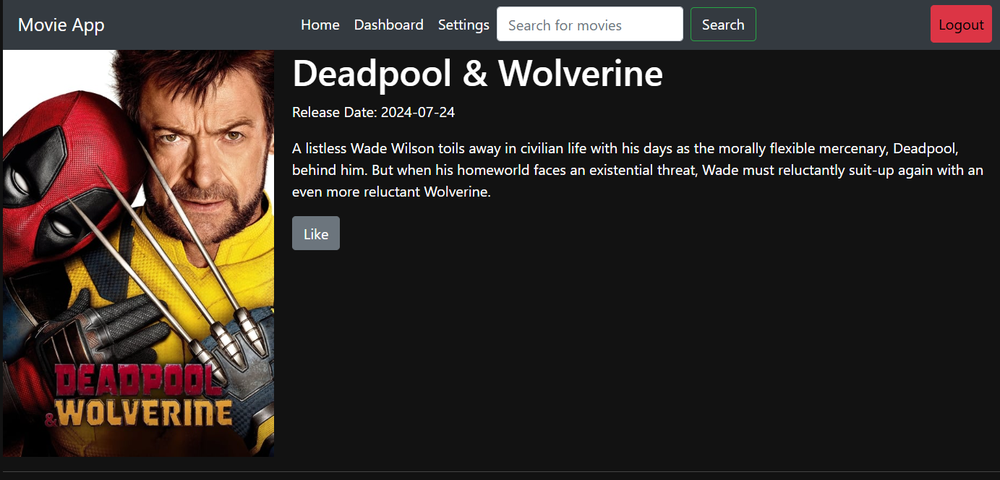 Movie App
Home
Dashboard
Settings
Search for movies
Search
Logout
Deadpool & Wolverine
Release Date: 2024-07-24
A listless Wade Wilson toils away in civilian life with his days as the morally flexible mercenary, Deadpool,
behind him. But when his homeworld faces an existential threat, Wade must reluctantly suit-up again with an
even more reluctant Wolverine.
Like
DEADPOOL
&WOLVERINE